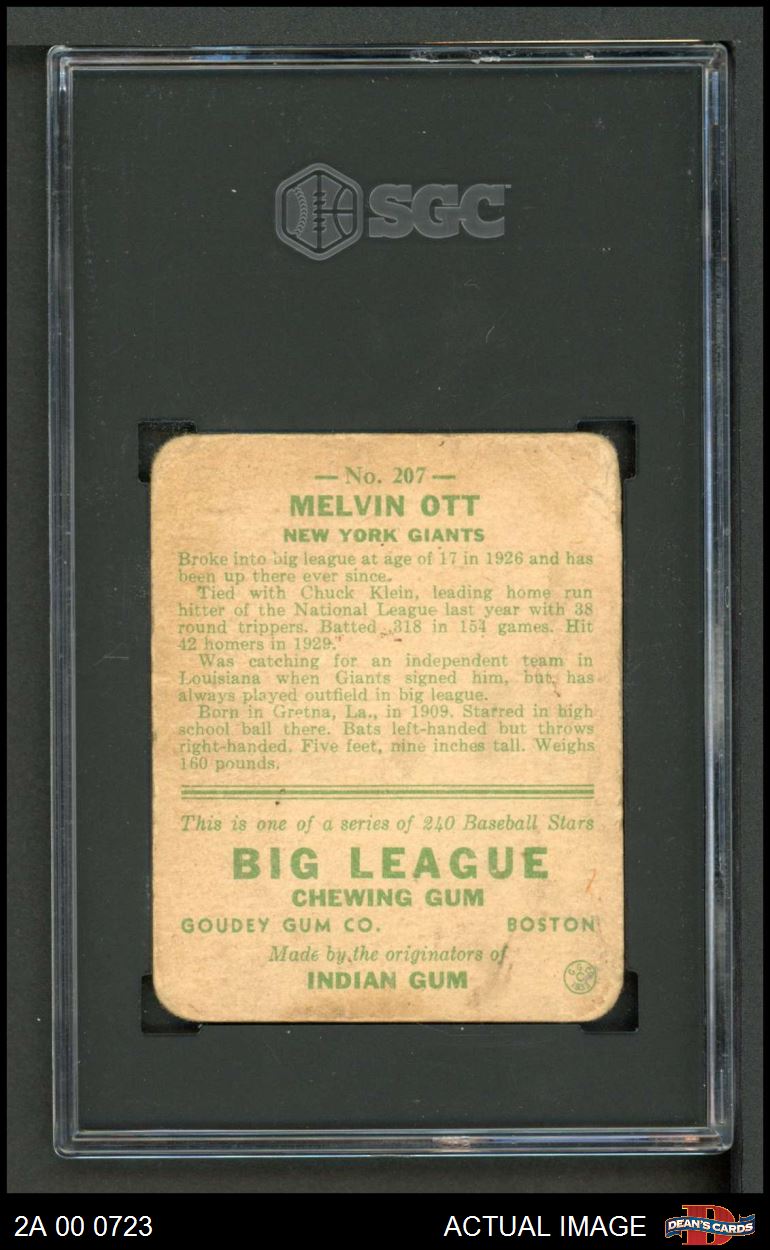 SGC
— No. 207 —
MELVIN OTT
NEW YORK GIANTS
Broke into big league at age of 17 in 1926 and has
been up there ever since.
Tied with Chuck Klein, leading home run
hitter of the National League last year with 38
round trippers. Batted .318 in 154 games. Hit
42 homers in 1929.
Was catching for an independent team in
Louisiana when Giants signed him, but has
always played outfield in big league.
Born in Gretna, La., in 1909. Starred in high
school ball there. Bats left-handed but throws
right-handed. Five feet, nine inches tall. Weighs
160 pounds.
This is one of a series of 240 Baseball Stars
BIG LEAGUE
CHEWING GUM
GOUDEY GUM CO. BOSTON
Made by the originators of
INDIAN GUM
2A 00 0723 ACTUAL IMAGE DEAN'S CARDS